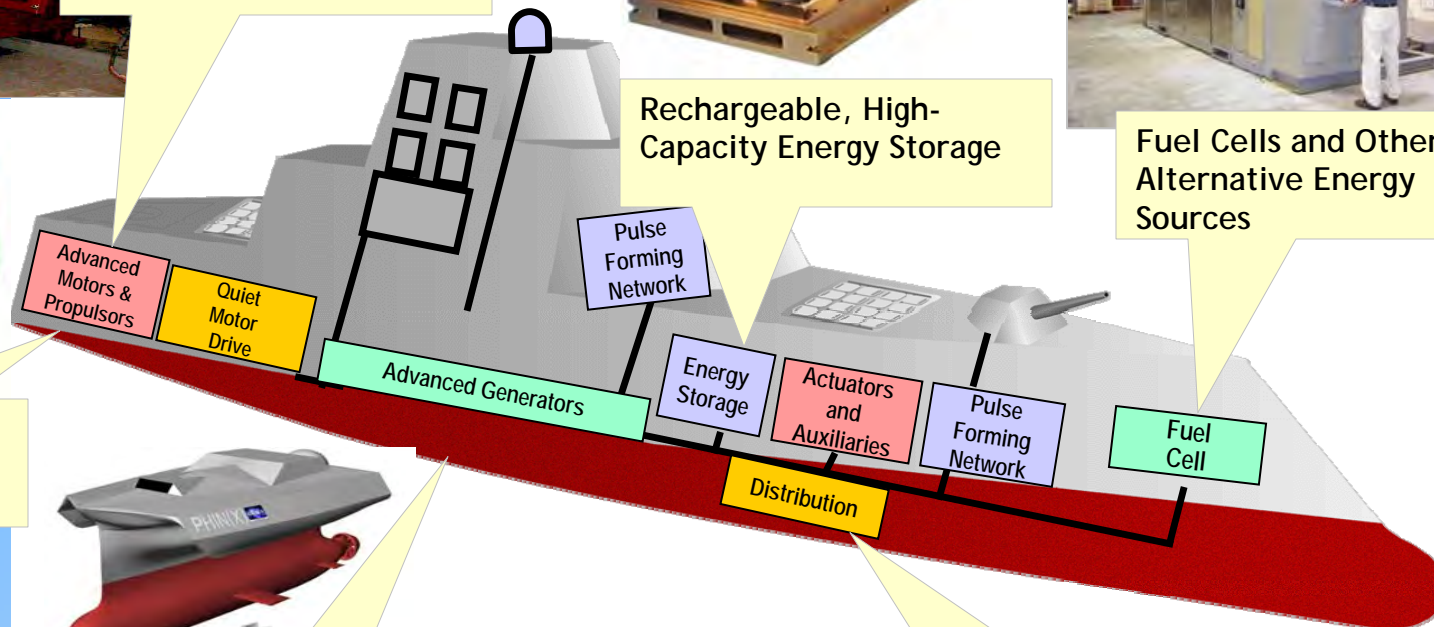 Rechargeable, High-
Capacity Energy Storage
Fuel Cells and Other
Alternative Energy
Sources
Pulse
Forming
Network
Advanced
Motors &
Propulsors
Quiet
Motor
Drive
Advanced Generators
Energy
Storage
Actuators
and
Auxiliaries
Pulse
Forming
Network
Fuel
Cell
Distribution
PHIN(X)